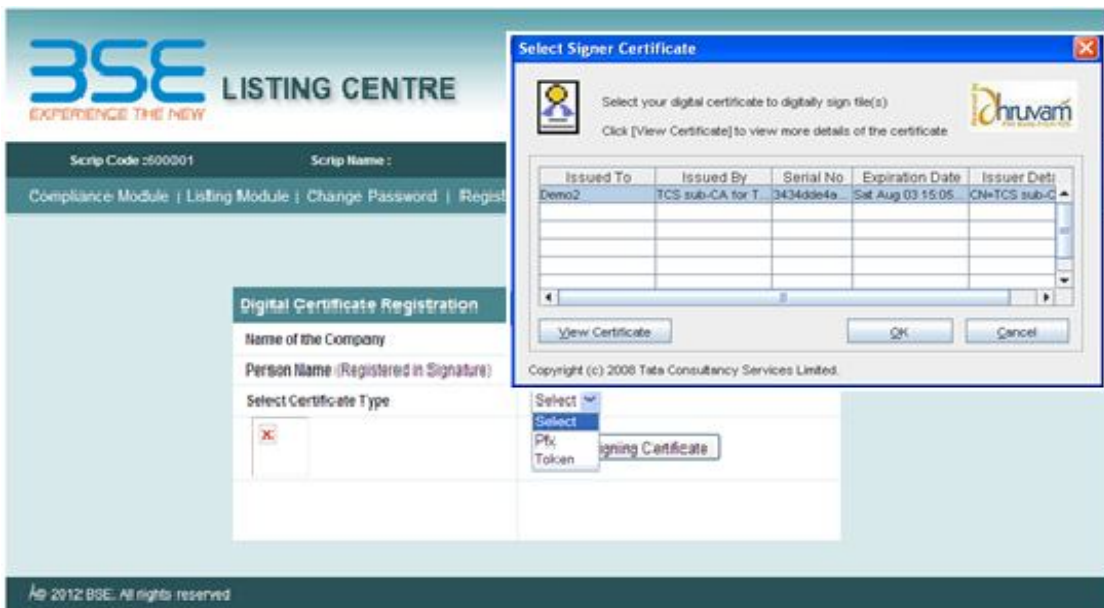 BSE
EXPERIENCE THE NEW
LISTING CENTRE
Scrip Code :500001
Scrip Name :
Compliance Module | Listing Module | Change Password | Regist
Select Signer Certificate
Select your digital certificate to digitally sign file(s)
Click [View Certificate] to view more details of the certificate
Dhruvam
Issued To Issued By Serial No Expiration Date Issuer Deta
Demo2 TCS sub-CA for T... 3434dde4a... Sat Aug 03 15:05... CN=TCS sub-C
View Certificate OK Cancel
Copyright (c) 2008 Tata Consultancy Services Limited.
Digital Certificate Registration
Name of the Company
Person Name (Registered in Signature)
Select Certificate Type Select
Select
Pfx
Token
igning Certificate
© 2012 BSE. All rights reserved